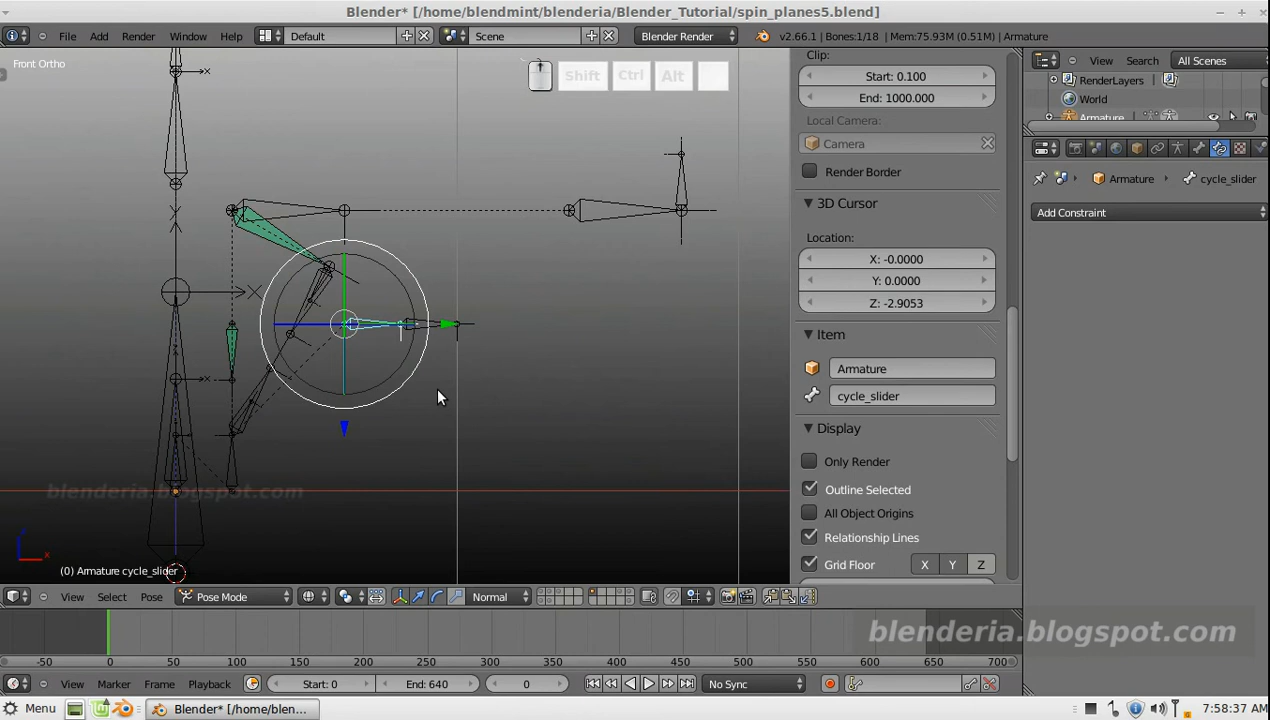 Blender* [/home/blendmint/blenderia/Blender_Tutorial/spin_planes5.blend]
File Add Render Window Help Default Scene Blender Render v2.66.1 | Bones:1/18 | Mem:75.93M (0.51M) | Armature
Front Ortho
Shift Ctrl Alt
Clip:
Start: 0.100
End: 1000.000
Local Camera:
Camera
Render Border
3D Cursor
Location:
X: -0.0000
Y: 0.0000
Z: -2.9053
Item
Armature
cycle_slider
Display
Only Render
Outline Selected
All Object Origins
Relationship Lines
Grid Floor X Y Z
View Search All Scenes
RenderLayers
World
Armature
Armature cycle_slider
Add Constraint
blenderia.blogspot.com
(0) Armature cycle_slider
View Select Pose Pose Mode Normal
blenderia.blogspot.com
-50 0 50 100 150 200 250 300 350 400 450 500 550 600 650 700
View Marker Frame Playback Start: 0 End: 640 0 No Sync
Menu Blender* [/home/blen... 7:58:37 AM